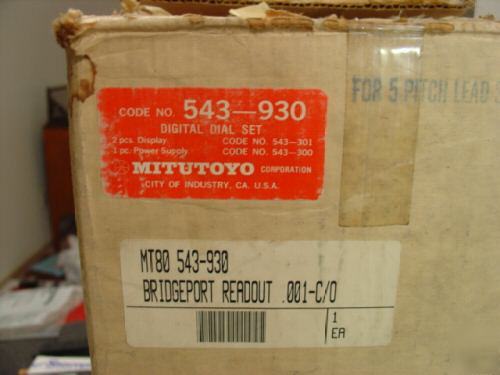 FOR 5 PITCH LEAD
CODE NO. 543—930
DIGITAL DIAL SET
2 pcs. Display CODE NO. 543—301
1 pc. Power Supply CODE NO. 543—300
MITUTOYO CORPORATION
CITY OF INDUSTRY, CA. U.S.A.
MT80 543-930
BRIDGEPORT READOUT .001-C/O
1
EA